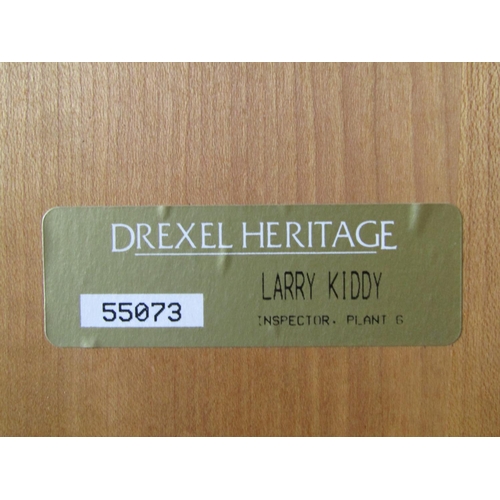 DREXEL HERITAGE
LARRY KIDDY
55073
INSPECTOR. PLANT 6